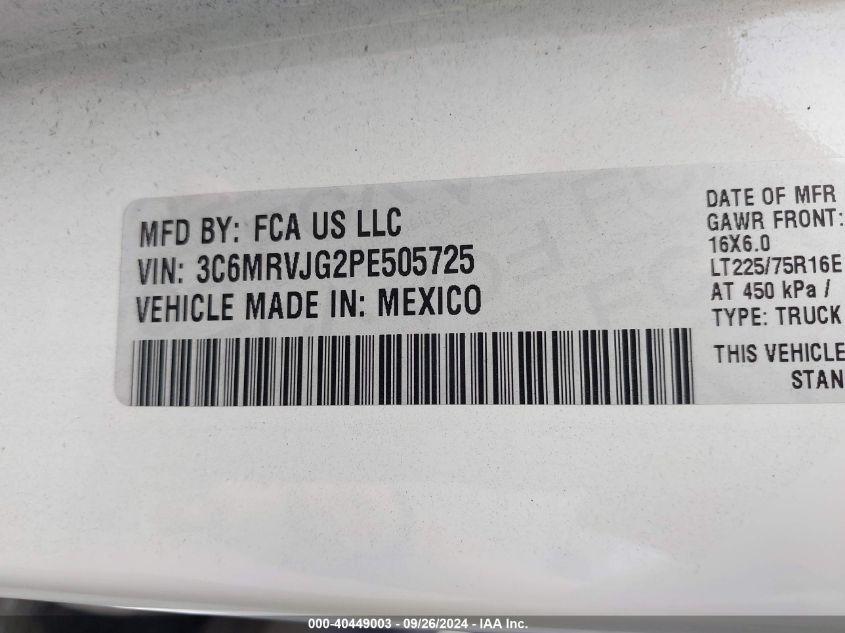 MFD BY: FCA US LLC
VIN: 3C6MRVJG2PE505725
VEHICLE MADE IN: MEXICO
DATE OF MFR
GAWR FRONT:
16X6.0
LT225/75R16E
AT 450 kPa /
TYPE: TRUCK
THIS VEHICLE
STAN
000-40449003 - 09/26/2024 - IAA Inc.